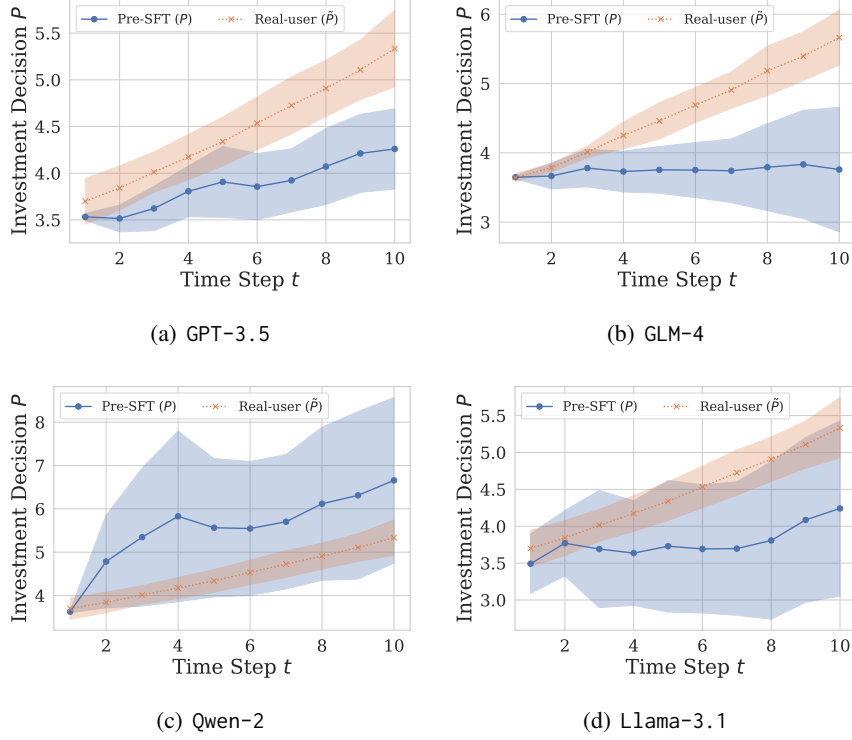 Pre-SFT (P) Real-user (P̃)
5.5
5.0
4.5
4.0
3.5
Investment Decision P
2 4 6 8 10
Time Step t
(a) GPT-3.5
Pre-SFT (P) Real-user (P̃)
6
5
4
3
Investment Decision P
2 4 6 8 10
Time Step t
(b) GLM-4
Pre-SFT (P) Real-user (P̃)
8
7
6
5
4
Investment Decision P
2 4 6 8 10
Time Step t
(c) Qwen-2
Pre-SFT (P) Real-user (P̃)
5.5
5.0
4.5
4.0
3.5
3.0
Investment Decision P
2 4 6 8 10
Time Step t
(d) Llama-3.1